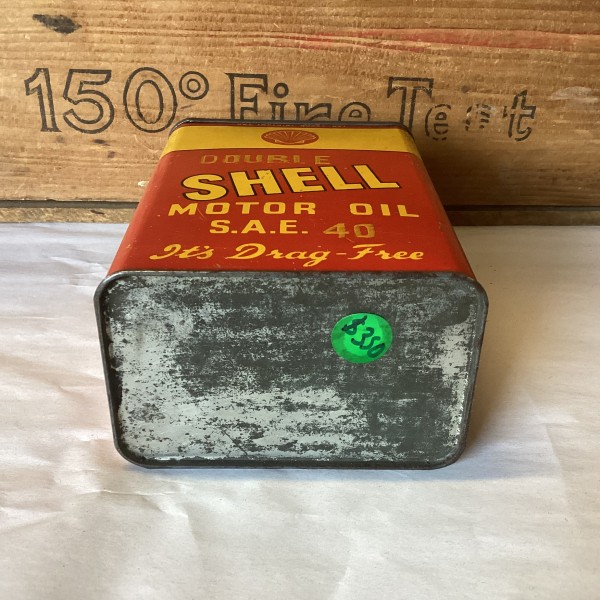 150° Fire Test
DOUBLE
SHELL
MOTOR OIL
S.A.E. 40
It's Drag-Free
$350